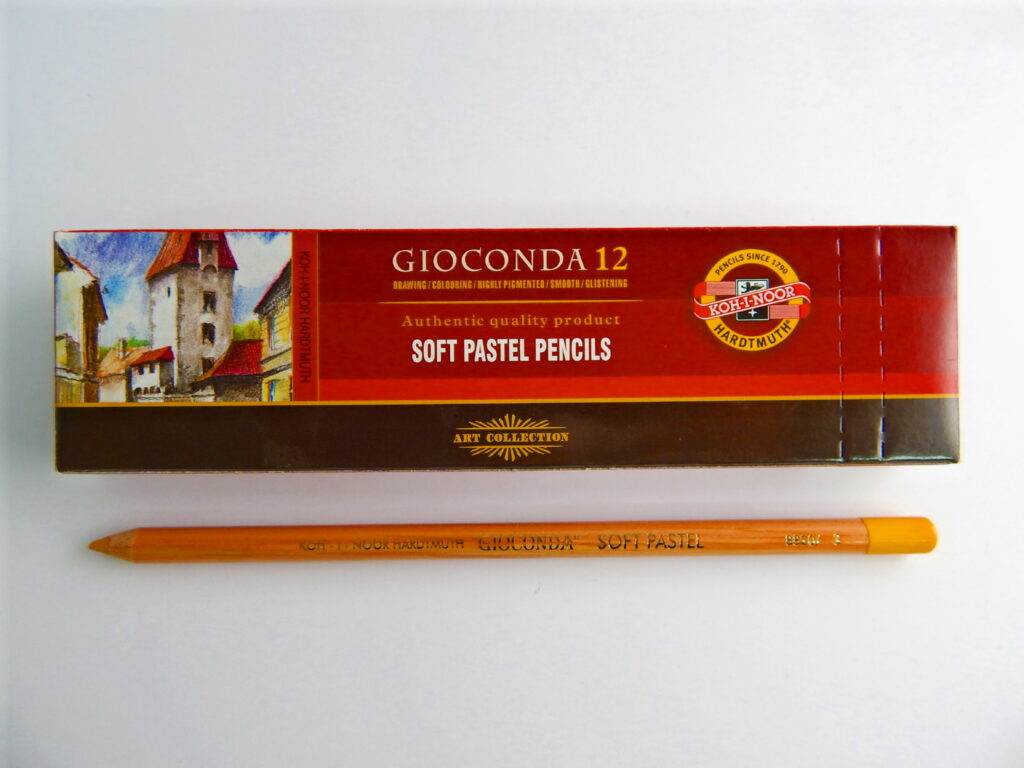 KOH-I-NOOR HARDTMUTH
GIOCONDA 12
DRAWING / COLOURING / HIGHLY PIGMENTED / SMOOTH / GLISTENING
Authentic quality product
SOFT PASTEL PENCILS
PENCILS SINCE 1790
KOH-I-NOOR
HARDTMUTH®
ART COLLECTION
KOH-I-NOOR HARDTMUTH "GIOCONDA" SOFT PASTEL